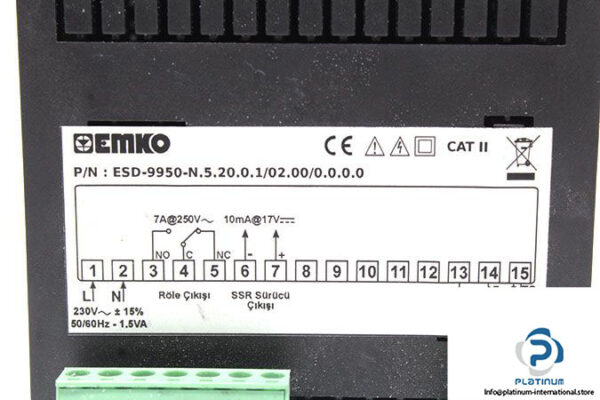 EMKO CE CAT II
P/N : ESD-9950-N.5.20.0.1/02.00/0.0.0.0
7A@250V~ 10mA@17V⎓
NO C NC - +
1 2 3 4 5 6 7 8 9 10 11 12 13 14 15
L N Röle Çıkışı SSR Sürücü
Çıkışı
230V~ ± 15%
50/60Hz - 1.5VA
PLATINUM
INTERNATIONAL
Info@platinum-international.store